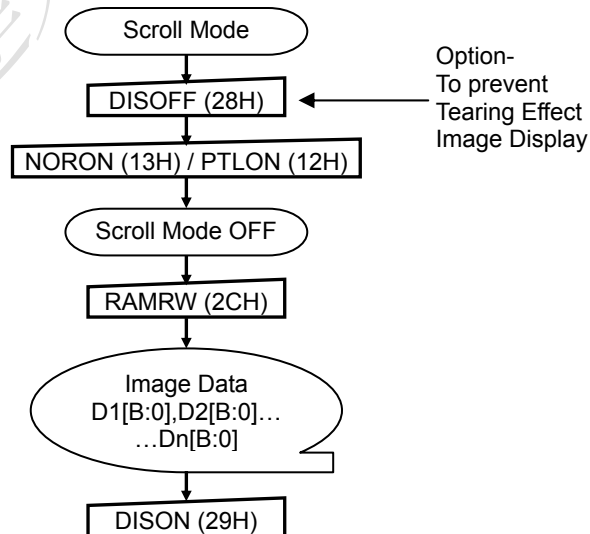 Scroll Mode
DISOFF (28H)
Option-
To prevent
Tearing Effect
Image Display
NORON (13H) / PTLON (12H)
Scroll Mode OFF
RAMRW (2CH)
Image Data
D1[B:0],D2[B:0]…
…Dn[B:0]
DISON (29H)